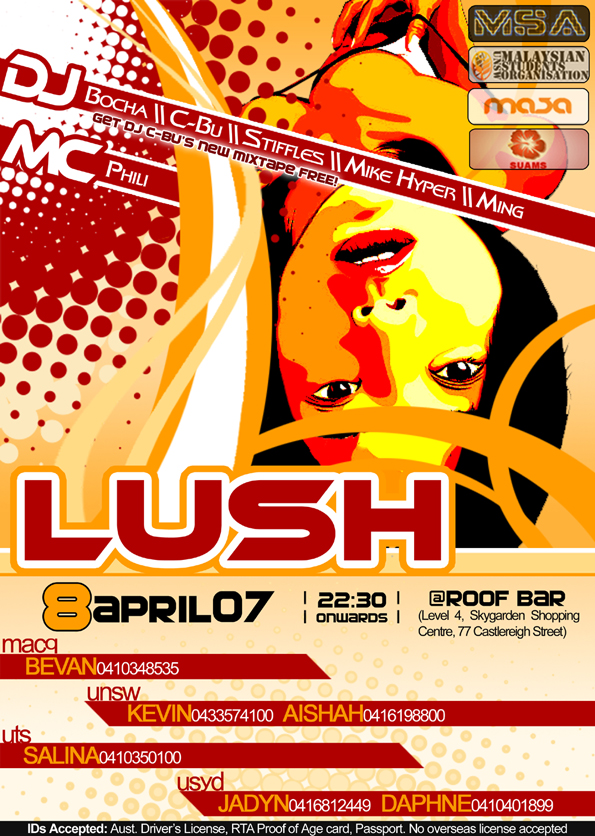 MSA
MALAYSIAN
STUDENTS
ORGANISATION
MAJA
SUAMS
DJ BOCHA \\ C-BU \\ STIFFLES \\ MIKE HYPER \\ MING
GET DJ C-BU'S NEW MIXTAPE FREE!
MC PHILI
LUSH
8 APRIL07 | 22:30 ONWARDS | @ROOF BAR
(Level 4, Skygarden Shopping
Centre, 77 Castlereigh Street)
macq
BEVAN0410348535
unsw
KEVIN0433574100 AISHAH0416198800
uts
SALINA0410350100
usyd
JADYN0416812449 DAPHNE0410401899
IDs Accepted: Aust. Driver's License, RTA Proof of Age card, Passport. No overseas license accepted